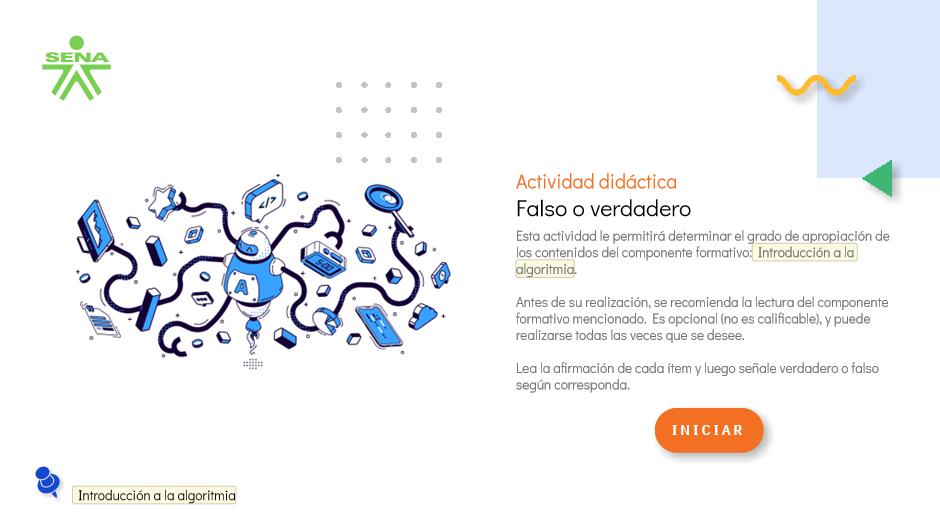 SENA
</>
A
Actividad didáctica
Falso o verdadero
Esta actividad le permitirá determinar el grado de apropiación de
los contenidos del componente formativo: Introducción a la
algoritmia.
Antes de su realización, se recomienda la lectura del componente
formativo mencionado. Es opcional (no es calificable), y puede
realizarse todas las veces que se desee.
Lea la afirmación de cada ítem y luego señale verdadero o falso
según corresponda.
INICIAR
Introducción a la algoritmia